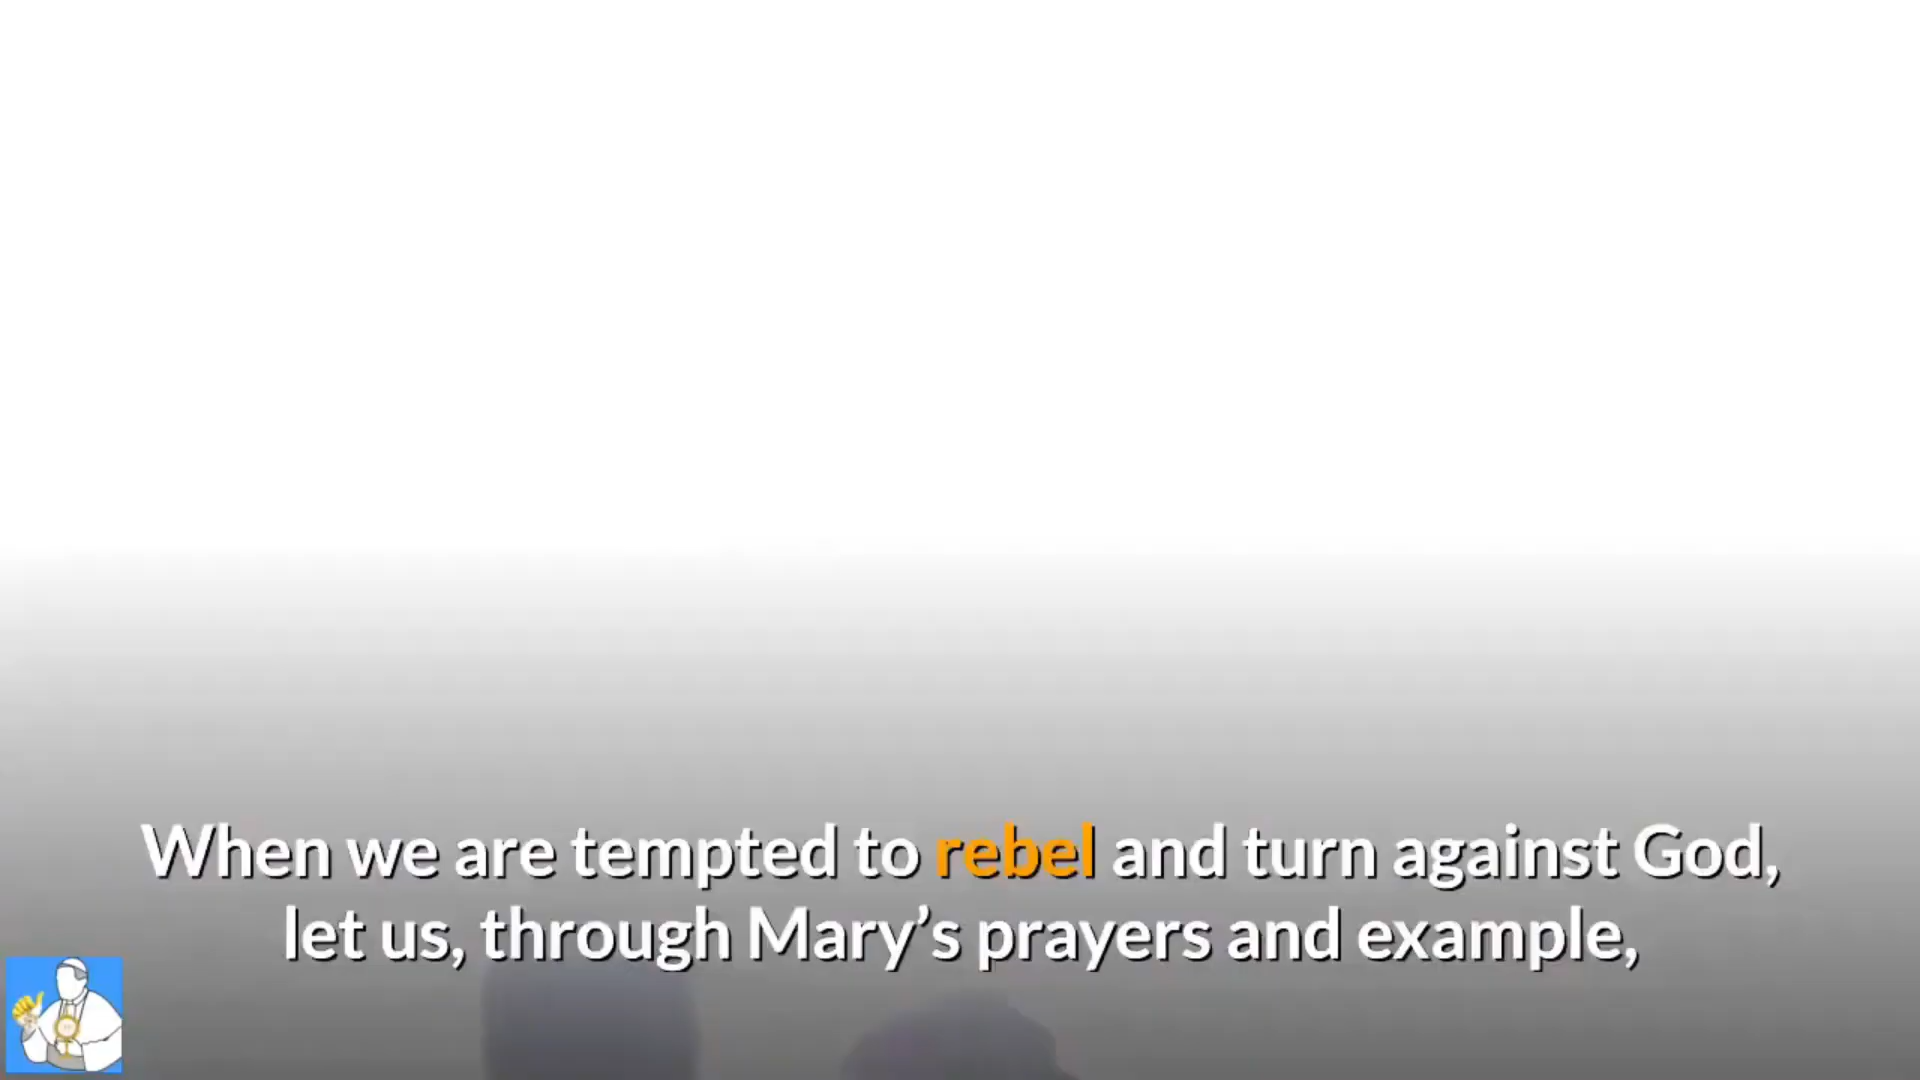 When we are tempted to rebel and turn against God,
let us, through Mary’s prayers and example,